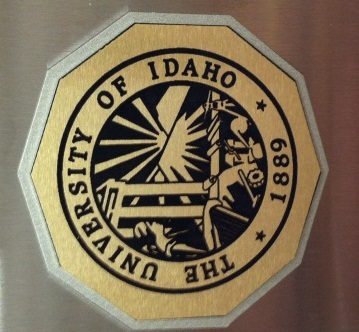 THE UNIVERSITY OF IDAHO ★ 1889 ★